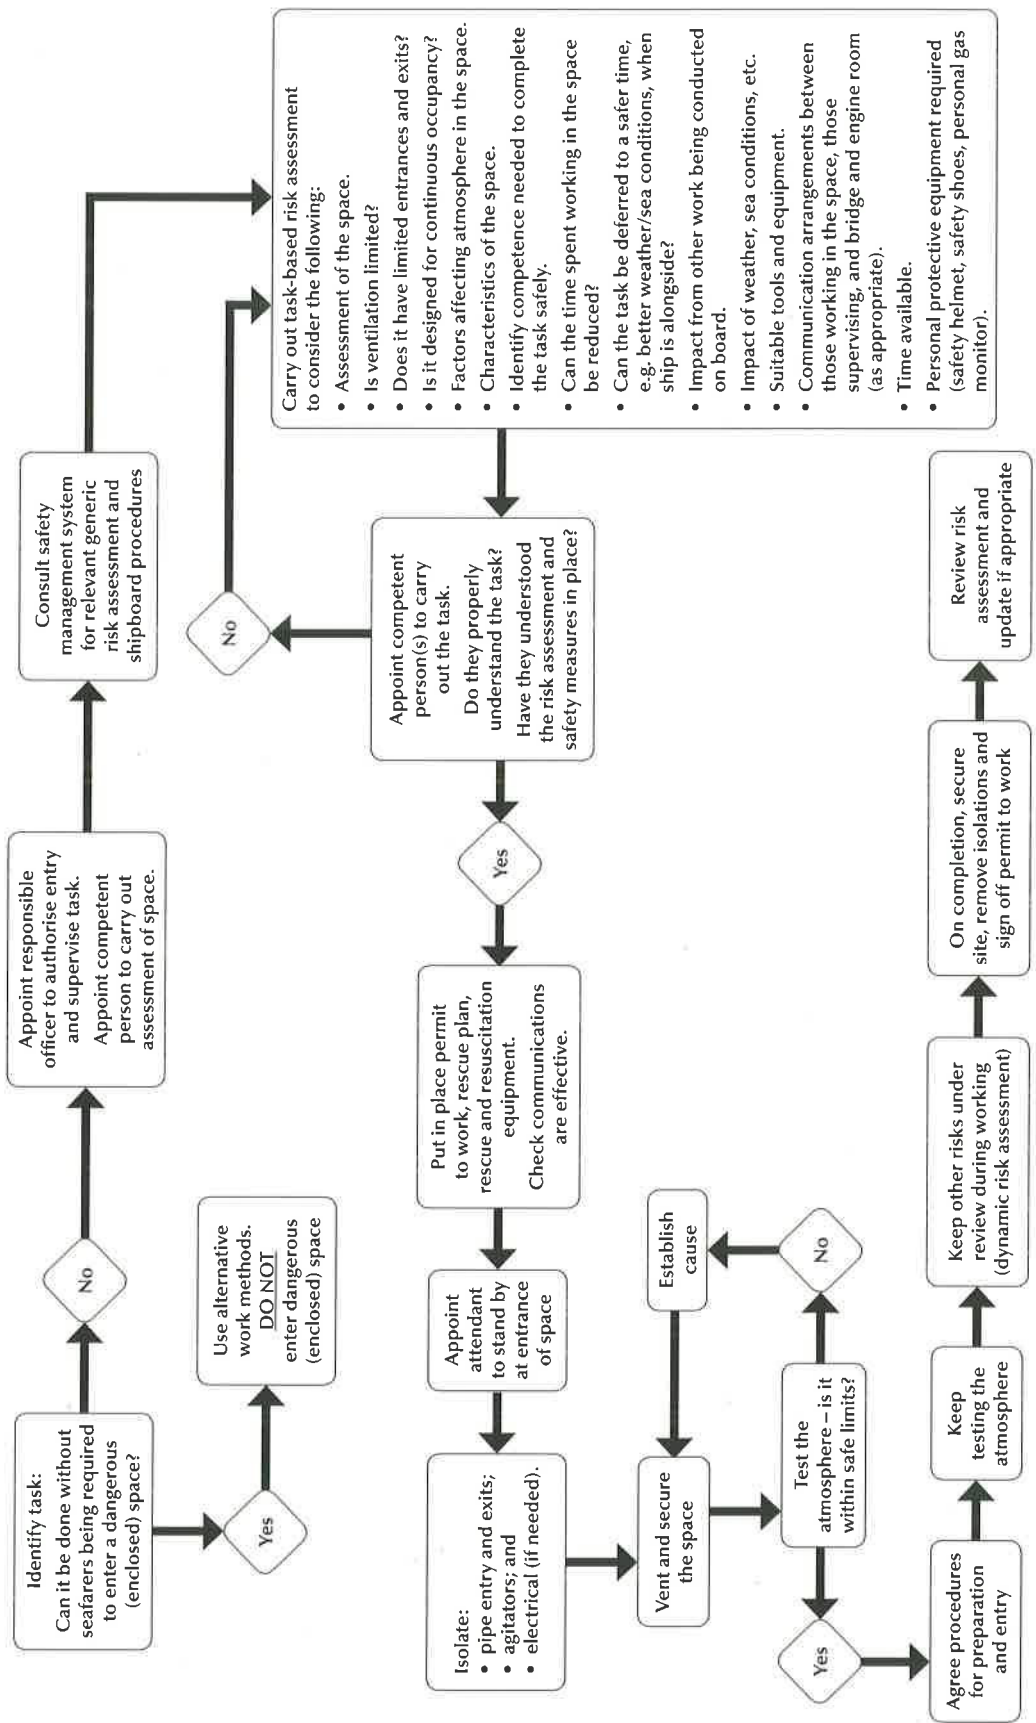 Identify task:
Can it be done without
seafarers being required
to enter a dangerous
(enclosed) space?
No
Appoint responsible
officer to authorise entry
and supervise task.
Appoint competent
person to carry out
assessment of space.
Consult safety
management system
for relevant generic
risk assessment and
shipboard procedures
Yes
Use alternative
work methods.
DO NOT
enter dangerous
(enclosed) space
No
Carry out task-based risk assessment
to consider the following:
• Assessment of the space.
• Is ventilation limited?
• Does it have limited entrances and exits?
• Is it designed for continuous occupancy?
• Factors affecting atmosphere in the space.
• Characteristics of the space.
• Identify competence needed to complete
the task safely.
• Can the time spent working in the space
be reduced?
• Can the task be deferred to a safer time,
e.g. better weather/sea conditions, when
ship is alongside?
• Impact from other work being conducted
on board.
• Impact of weather, sea conditions, etc.
• Suitable tools and equipment.
• Communication arrangements between
those working in the space, those
supervising, and bridge and engine room
(as appropriate).
• Time available.
• Personal protective equipment required
(safety helmet, safety shoes, personal gas
monitor).
Appoint competent
person(s) to carry
out the task.
Do they properly
understand the task?
Have they understood
the risk assessment and
safety measures in place?
Yes
Put in place permit
to work, rescue plan,
rescue and resuscitation
equipment.
Check communications
are effective.
Appoint
attendant
to stand by
at entrance
of space
Isolate:
• pipe entry and exits;
• agitators; and
• electrical (if needed).
Vent and secure
the space
Establish
cause
Test the
atmosphere – is it
within safe limits?
No
Yes
Agree procedures
for preparation
and entry
Keep
testing the
atmosphere
Keep other risks under
review during working
(dynamic risk assessment)
On completion, secure
site, remove isolations and
sign off permit to work
Review risk
assessment and
update if appropriate